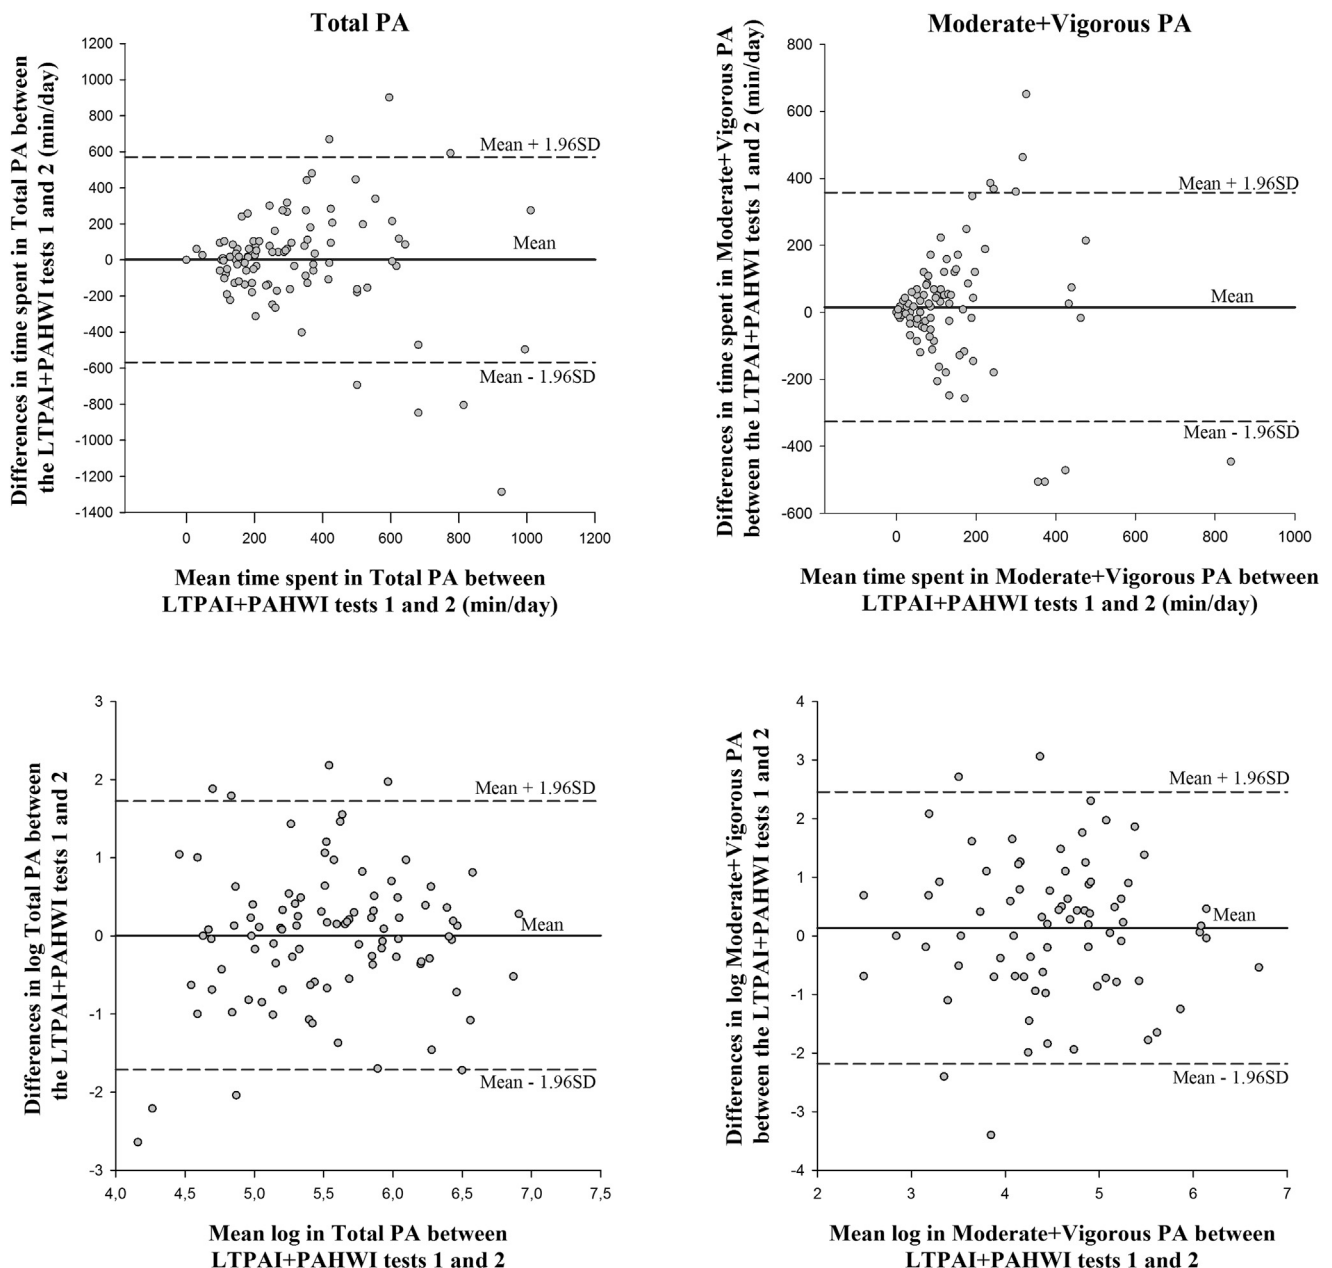 Total PA
Differences in time spent in Total PA between
the LTPAI+PAHWI tests 1 and 2 (min/day)
1200
1000
800
600
400
200
0
-200
-400
-600
-800
-1000
-1200
-1400
Mean + 1.96SD
Mean
Mean - 1.96SD
0 200 400 600 800 1000 1200
Mean time spent in Total PA between
LTPAI+PAHWI tests 1 and 2 (min/day)
Moderate+Vigorous PA
Differences in time spent in Moderate+Vigorous PA
between the LTPAI+PAHWI tests 1 and 2 (min/day)
800
600
400
200
0
-200
-400
-600
Mean + 1.96SD
Mean
Mean - 1.96SD
0 200 400 600 800 1000
Mean time spent in Moderate+Vigorous PA between
LTPAI+PAHWI tests 1 and 2 (min/day)
Differences in log Total PA between
the LTPAI+PAHWI tests 1 and 2
3
2
1
0
-1
-2
-3
Mean + 1.96SD
Mean
Mean - 1.96SD
4,0 4,5 5,0 5,5 6,0 6,5 7,0 7,5
Mean log in Total PA between
LTPAI+PAHWI tests 1 and 2
Differences in log Moderate+Vigorous PA
between the LTPAI+PAHWI tests 1 and 2
4
3
2
1
0
-1
-2
-3
-4
Mean + 1.96SD
Mean
Mean - 1.96SD
2 3 4 5 6 7
Mean log in Moderate+Vigorous PA between
LTPAI+PAHWI tests 1 and 2